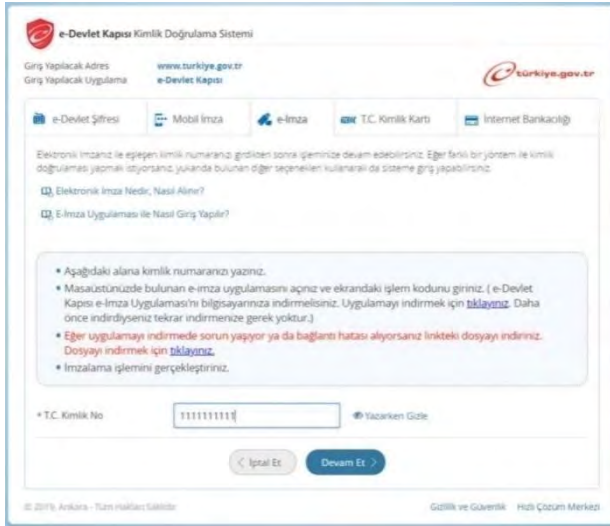 e-Devlet Kapısı Kimlik Doğrulama Sistemi
Giriş Yapılacak Adres www.turkiye.gov.tr
Giriş Yapılacak Uygulama e-Devlet Kapısı
türkiye.gov.tr
e-Devlet Şifresi Mobil İmza e-İmza T.C. Kimlik Kartı İnternet Bankacılığı
Elektronik İmzanız ile eşleşen kimlik numaranızı girdikten sonra işleminize devam edebilirsiniz. Eğer farklı bir yöntem ile kimlik
doğrulaması yapmak istiyorsanız, yukarıda bulunan diğer seçenekleri kullanarak da sisteme giriş yapabilirsiniz.
Elektronik İmza Nedir, Nasıl Alınır?
E-İmza Uygulaması ile Nasıl Giriş Yapılır?
• Aşağıdaki alana kimlik numaranızı yazınız.
• Masaüstünüzde bulunan e-imza uygulamasını açınız ve ekrandaki işlem kodunu giriniz. ( e-Devlet
Kapısı e-İmza Uygulaması'nı bilgisayarınıza indirmelisiniz. Uygulamayı indirmek için tıklayınız. Daha
önce indirdiyseniz tekrar indirmenize gerek yoktur.)
• Eğer uygulamayı indirmede sorun yaşıyor ya da bağlantı hatası alıyorsanız linkteki dosyayı indiriniz.
Dosyayı indirmek için tıklayınız.
• İmzalama işlemini gerçekleştiriniz.
* T.C. Kimlik No 1111111111 Yazarken Gizle
< İptal Et Devam Et >
© 2019, Ankara - Tüm Hakları Saklıdır Gizlilik ve Güvenlik Hızlı Çözüm Merkezi